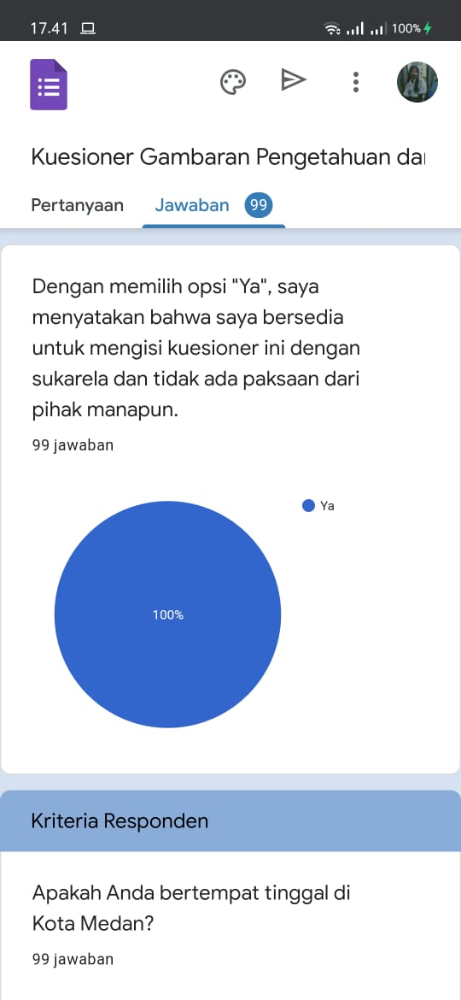 17.41
100%
Kuesioner Gambaran Pengetahuan dan
Pertanyaan Jawaban 99
Dengan memilih opsi "Ya", saya
menyatakan bahwa saya bersedia
untuk mengisi kuesioner ini dengan
sukarela dan tidak ada paksaan dari
pihak manapun.
99 jawaban
Ya
100%
Kriteria Responden
Apakah Anda bertempat tinggal di
Kota Medan?
99 jawaban